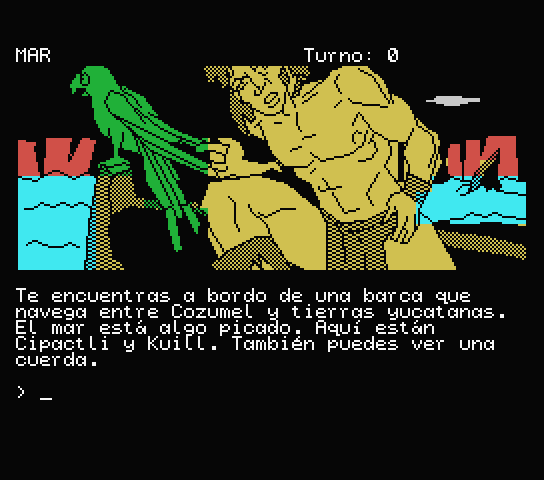 MAR Turno: 0
Te encuentras a bordo de una barca que
navega entre Cozumel y tierras yucatanas.
El mar está algo picado. Aquí están
Cipactli y Kuill. También puedes ver una
cuerda.
> _